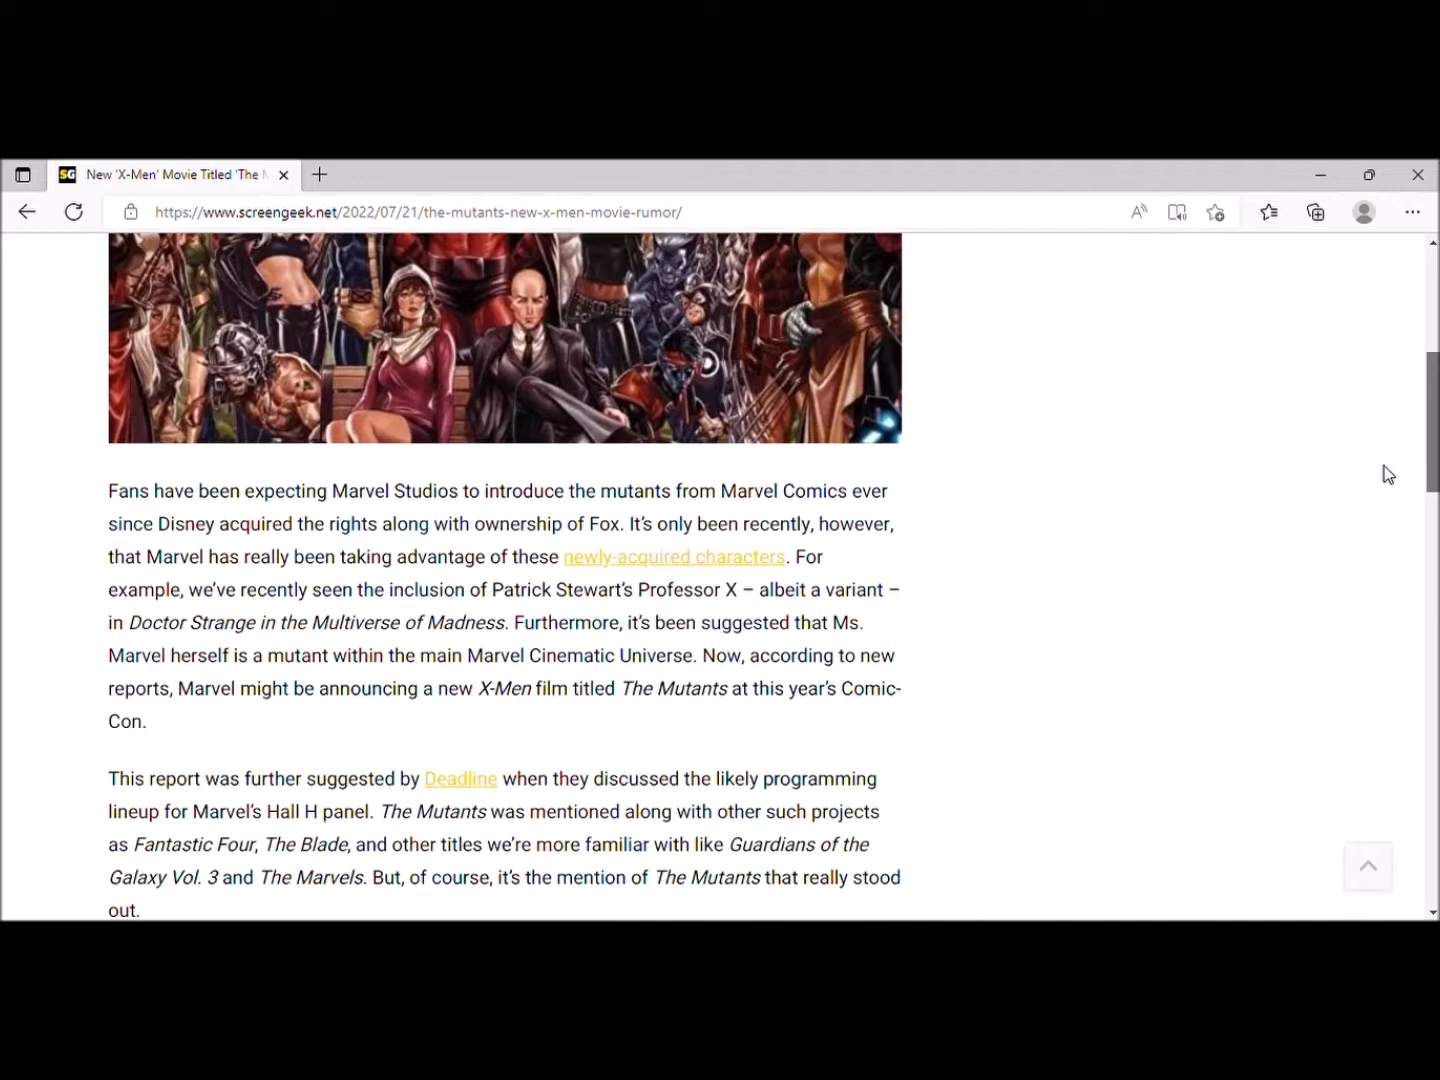 New 'X-Men' Movie Titled 'The
https://www.screengeek.net/2022/07/21/the-mutants-new-x-men-movie-rumor/
Fans have been expecting Marvel Studios to introduce the mutants from Marvel Comics ever
since Disney acquired the rights along with ownership of Fox. It's only been recently, however,
that Marvel has really been taking advantage of these newly-acquired characters. For
example, we've recently seen the inclusion of Patrick Stewart's Professor X – albeit a variant –
in Doctor Strange in the Multiverse of Madness. Furthermore, it's been suggested that Ms.
Marvel herself is a mutant within the main Marvel Cinematic Universe. Now, according to new
reports, Marvel might be announcing a new X-Men film titled The Mutants at this year's Comic-
Con.
This report was further suggested by Deadline when they discussed the likely programming
lineup for Marvel's Hall H panel. The Mutants was mentioned along with other such projects
as Fantastic Four, The Blade, and other titles we're more familiar with like Guardians of the
Galaxy Vol. 3 and The Marvels. But, of course, it's the mention of The Mutants that really stood
out.